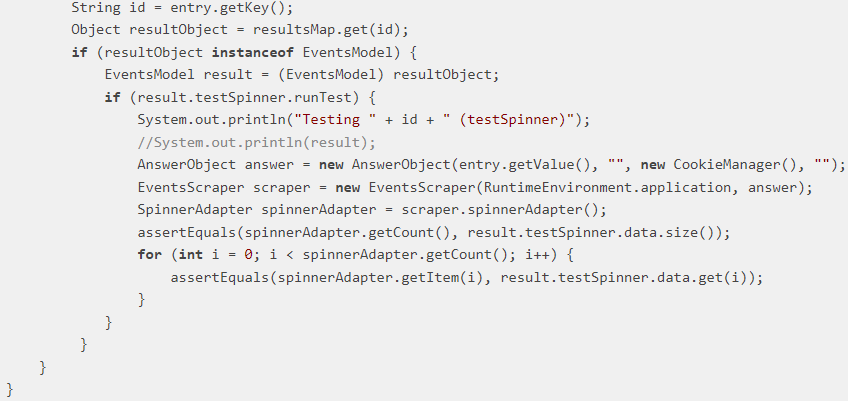 String id = entry.getKey();
Object resultObject = resultsMap.get(id);
if (resultObject instanceof EventsModel) {
EventsModel result = (EventsModel) resultObject;
if (result.testSpinner.runTest) {
System.out.println("Testing " + id + " (testSpinner)");
//System.out.println(result);
AnswerObject answer = new AnswerObject(entry.getValue(), "", new CookieManager(), "");
EventsScraper scraper = new EventsScraper(RuntimeEnvironment.application, answer);
SpinnerAdapter spinnerAdapter = scraper.spinnerAdapter();
assertEquals(spinnerAdapter.getCount(), result.testSpinner.data.size());
for (int i = 0; i < spinnerAdapter.getCount(); i++) {
assertEquals(spinnerAdapter.getItem(i), result.testSpinner.data.get(i));
}
}
}
}
}